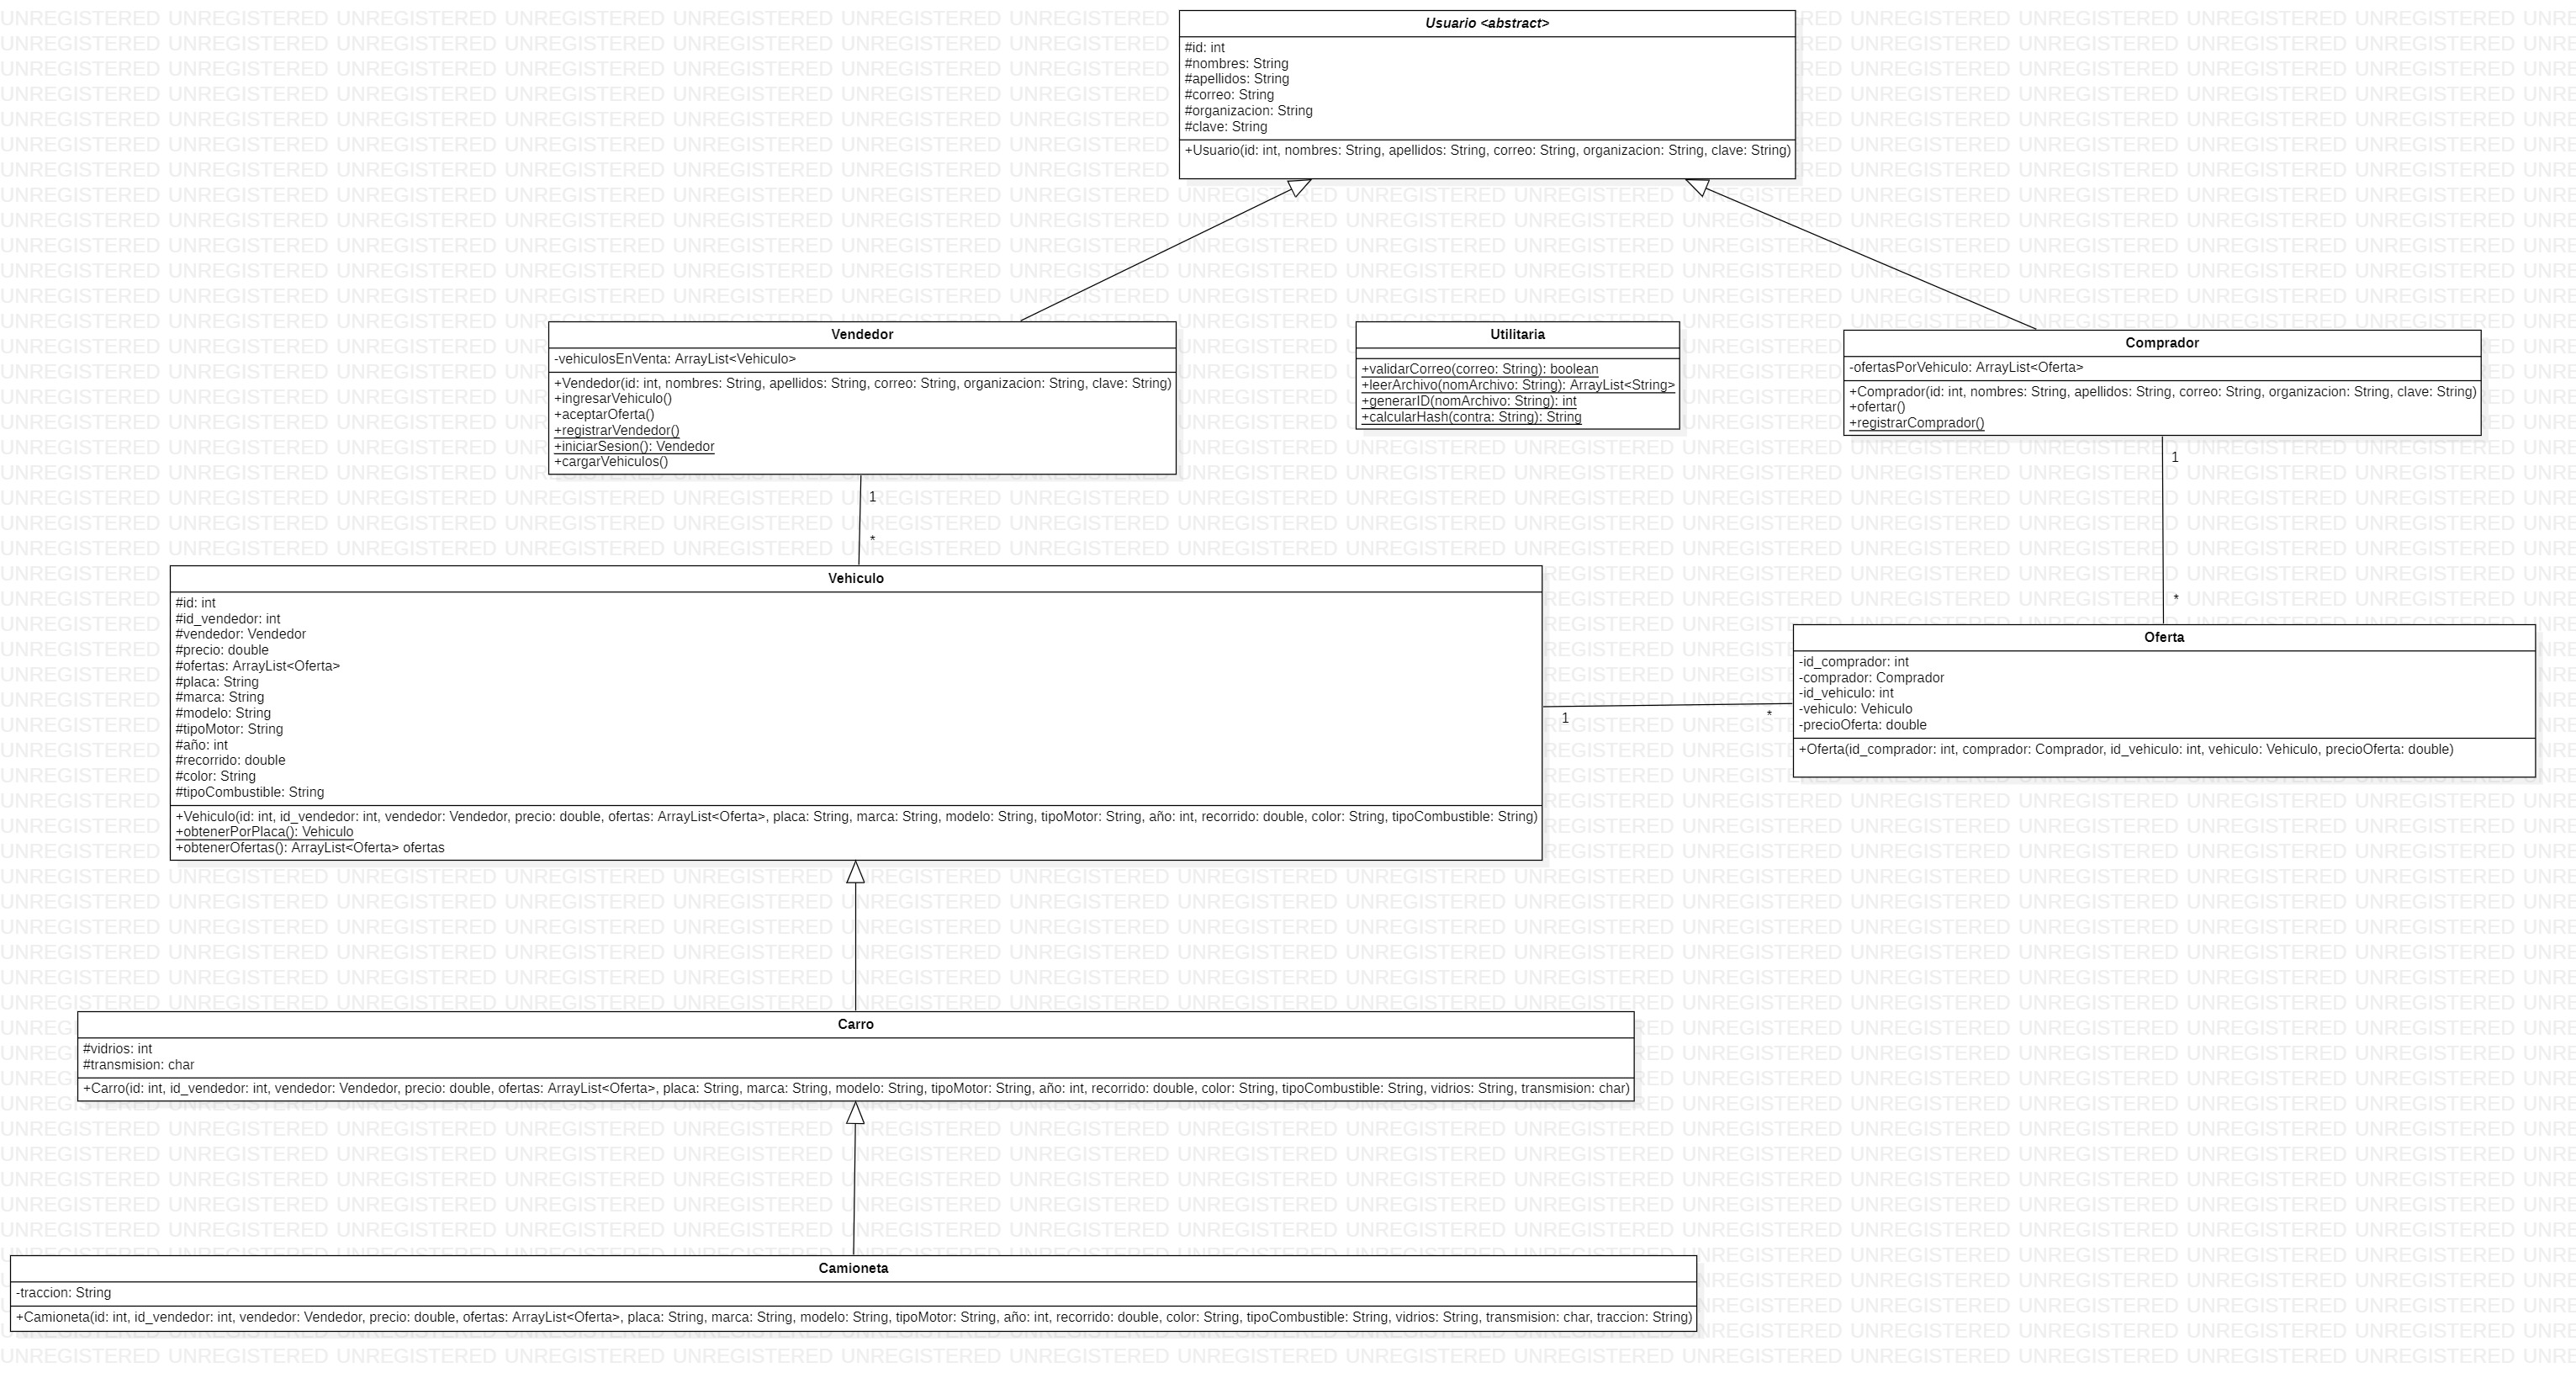 Usuario <abstract>
#id: int
#nombres: String
#apellidos: String
#correo: String
#organizacion: String
#clave: String
+Usuario(id: int, nombres: String, apellidos: String, correo: String, organizacion: String, clave: String)
Vendedor
-vehiculosEnVenta: ArrayList<Vehiculo>
+Vendedor(id: int, nombres: String, apellidos: String, correo: String, organizacion: String, clave: String)
+ingresarVehiculo()
+aceptarOferta()
+registrarVendedor()
+iniciarSesion(): Vendedor
+cargarVehiculos()
Utilitaria
+validarCorreo(correo: String): boolean
+leerArchivo(nomArchivo: String): ArrayList<String>
+generarID(nomArchivo: String): int
+calcularHash(contra: String): String
Comprador
-ofertasPorVehiculo: ArrayList<Oferta>
+Comprador(id: int, nombres: String, apellidos: String, correo: String, organizacion: String, clave: String)
+ofertar()
+registrarComprador()
1
*
1
*
Vehiculo
#id: int
#id_vendedor: int
#vendedor: Vendedor
#precio: double
#ofertas: ArrayList<Oferta>
#placa: String
#marca: String
#modelo: String
#tipoMotor: String
#año: int
#recorrido: double
#color: String
#tipoCombustible: String
+Vehiculo(id: int, id_vendedor: int, vendedor: Vendedor, precio: double, ofertas: ArrayList<Oferta>, placa: String, marca: String, modelo: String, tipoMotor: String, año: int, recorrido: double, color: String, tipoCombustible: String)
+obtenerPorPlaca(): Vehiculo
+obtenerOfertas(): ArrayList<Oferta> ofertas
1
*
Oferta
-id_comprador: int
-comprador: Comprador
-id_vehiculo: int
-vehiculo: Vehiculo
-precioOferta: double
+Oferta(id_comprador: int, comprador: Comprador, id_vehiculo: int, vehiculo: Vehiculo, precioOferta: double)
Carro
#vidrios: int
#transmision: char
+Carro(id: int, id_vendedor: int, vendedor: Vendedor, precio: double, ofertas: ArrayList<Oferta>, placa: String, marca: String, modelo: String, tipoMotor: String, año: int, recorrido: double, color: String, tipoCombustible: String, vidrios: String, transmision: char)
Camioneta
-traccion: String
+Camioneta(id: int, id_vendedor: int, vendedor: Vendedor, precio: double, ofertas: ArrayList<Oferta>, placa: String, marca: String, modelo: String, tipoMotor: String, año: int, recorrido: double, color: String, tipoCombustible: String, vidrios: String, transmision: char, traccion: String)
UNREGISTERED